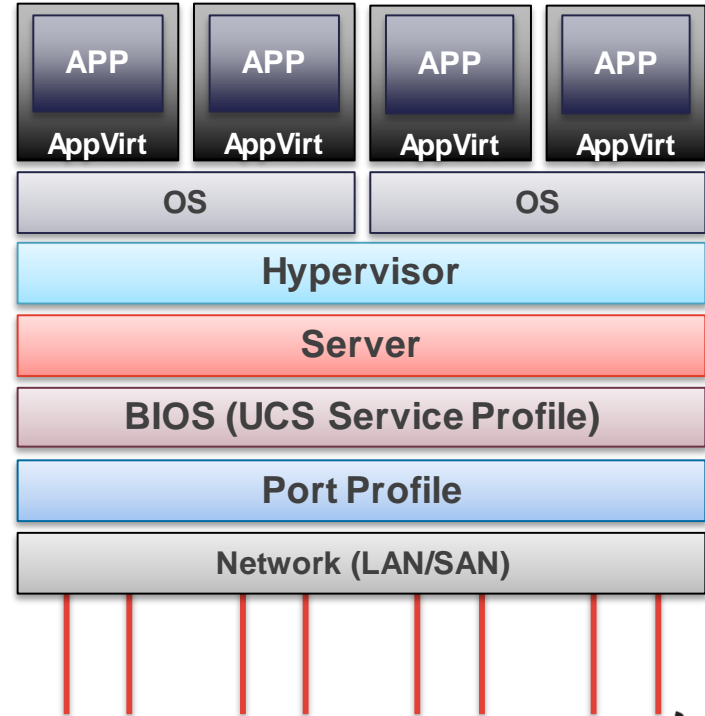 APP APP APP APP
AppVirt AppVirt AppVirt AppVirt
OS OS
Hypervisor
Server
BIOS (UCS Service Profile)
Port Profile
Network (LAN/SAN)